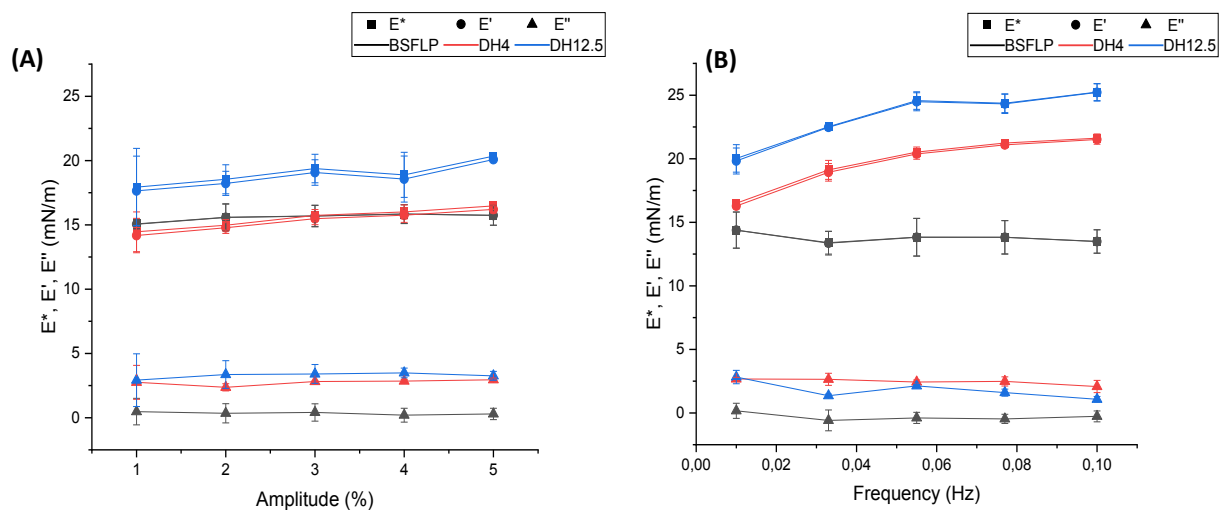 (A)
E* E' E"
BSFLP DH4 DH12.5
E*, E', E" (mN/m)
25
20
15
10
5
0
1 2 3 4 5
Amplitude (%)
(B)
E* E' E"
BSFLP DH4 DH12.5
E*, E', E" (mN/m)
25
20
15
10
5
0
0,00 0,02 0,04 0,06 0,08 0,10
Frequency (Hz)